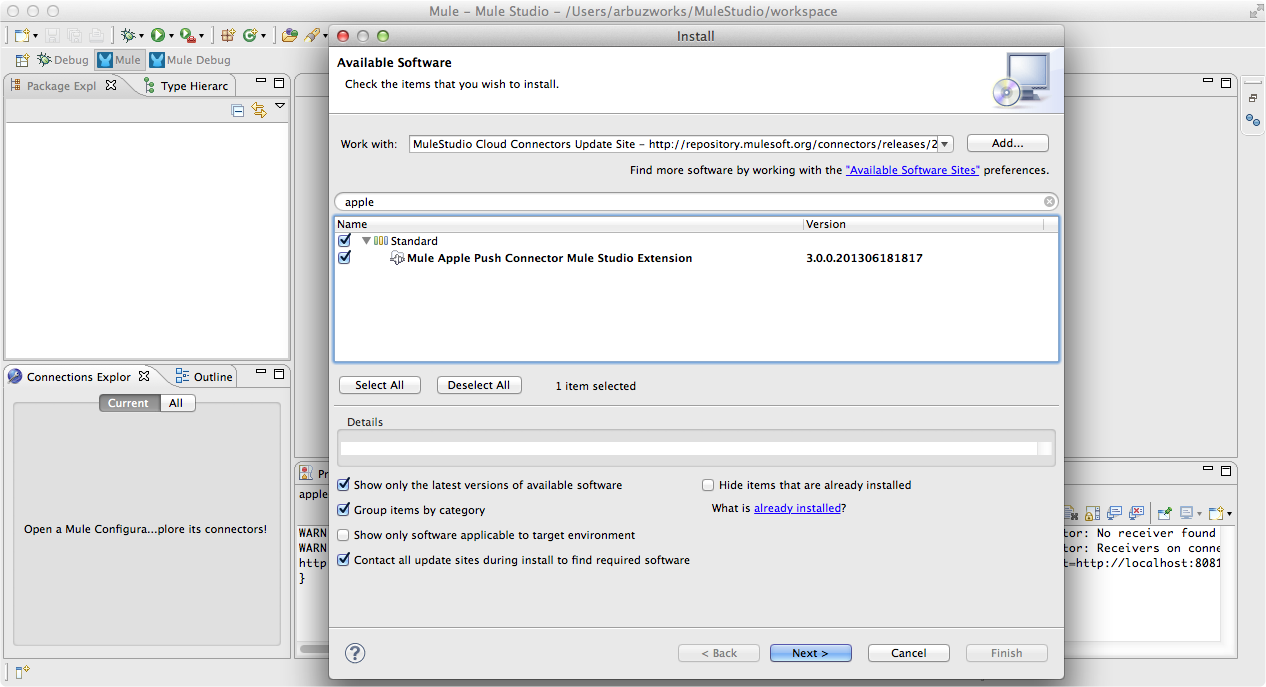 Mule – Mule Studio – /Users/arbuzworks/MuleStudio/workspace
Debug Mule Mule Debug
Package Expl Type Hierarc
Connections Explor Outline
Current All
Open a Mule Configura...plore its connectors!
Install
Available Software
Check the items that you wish to install.
Work with: MuleStudio Cloud Connectors Update Site – http://repository.mulesoft.org/connectors/releases/2 Add...
Find more software by working with the "Available Software Sites" preferences.
apple
Name Version
Standard
Mule Apple Push Connector Mule Studio Extension 3.0.0.201306181817
Select All Deselect All 1 item selected
Details
Show only the latest versions of available software Hide items that are already installed
Group items by category What is already installed?
Show only software applicable to target environment
Contact all update sites during install to find required software
? < Back Next > Cancel Finish
Pr
apple
WARN tor: No receiver found
WARN tor: Receivers on conne
http t=http://localhost:8081
}